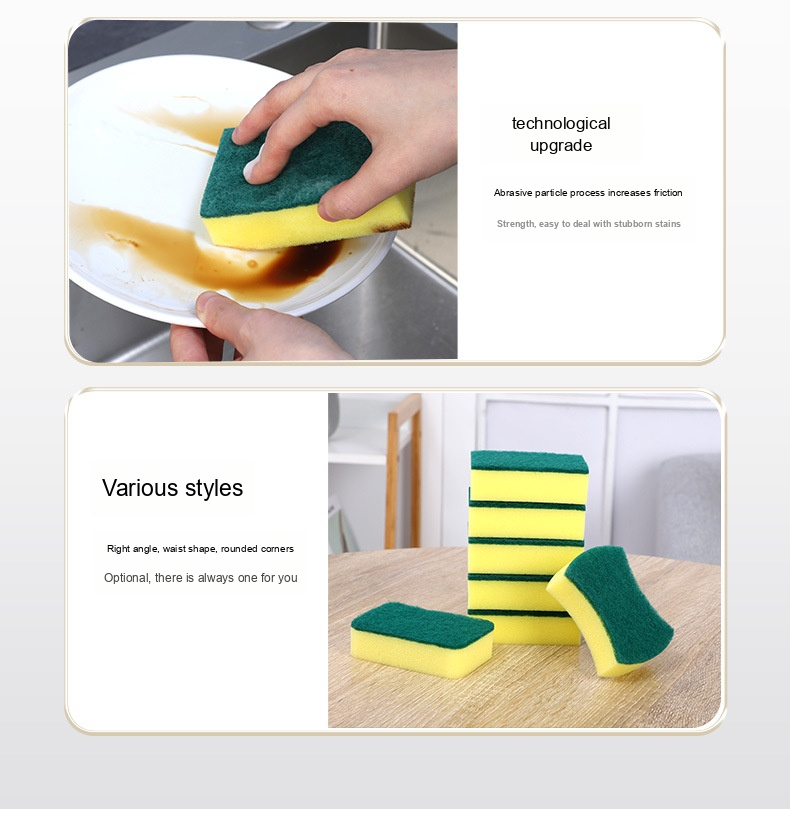 technological
upgrade
Abrasive particle process increases friction
Strength, easy to deal with stubborn stains
Various styles
Right angle, waist shape, rounded corners
Optional, there is always one for you